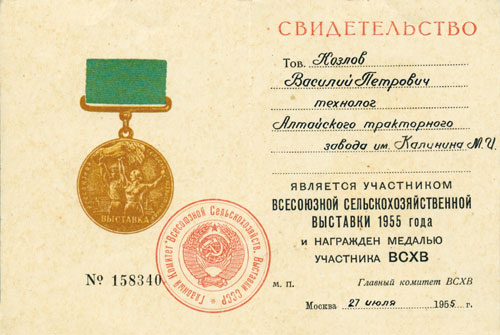 СВИДЕТЕЛЬСТВО
Тов. Козлов
Василий Петрович
технолог
Алтайского тракторного
завода им. Калинина М.И.
ЯВЛЯЕТСЯ УЧАСТНИКОМ
ВСЕСОЮЗНОЙ СЕЛЬСКОХОЗЯЙСТВЕННОЙ
ВЫСТАВКИ 1955 года
И НАГРАЖДЕН МЕДАЛЬЮ
УЧАСТНИКА ВСХВ
М. П. Главный комитет ВСХВ
Москва 27 июля 1955 г.
ВЫСТАВКА
№ 158340
Главный Комитет Всесоюзной Сельскохозяйств. Выставки СССР